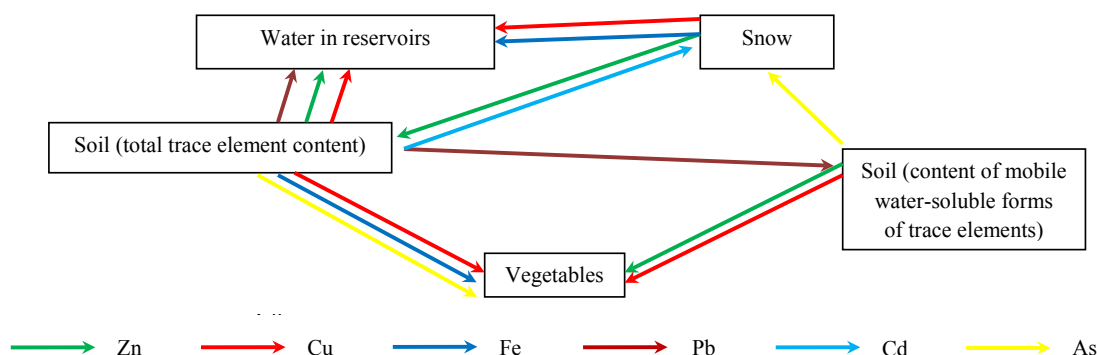 Water in reservoirs
Snow
Soil (total trace element content)
Soil (content of mobile
water-soluble forms
of trace elements)
Vegetables
Zn
Cu
Fe
Pb
Cd
As